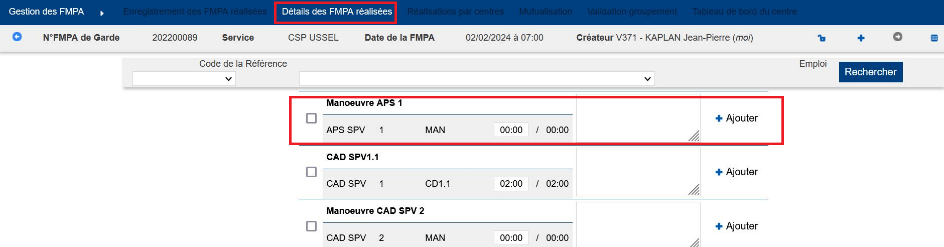 Gestion des FMPA Enregistrement des FMPA réalisées Détails des FMPA réalisées Réalisations par centres Mutualisation Validation groupement Tableau de bord du centre
N°FMPA de Garde 202200089 Service CSP USSEL Date de la FMPA 02/02/2024 à 07:00 Créateur V371 - KAPLAN Jean-Pierre (moi)
Code de la Référence Emploi
Rechercher
Manoeuvre APS 1
APS SPV 1 MAN 00:00 / 00:00 + Ajouter
CAD SPV1.1
CAD SPV 1 CD1.1 02:00 / 02:00 + Ajouter
Manoeuvre CAD SPV 2
CAD SPV 2 MAN 00:00 / 00:00 + Ajouter